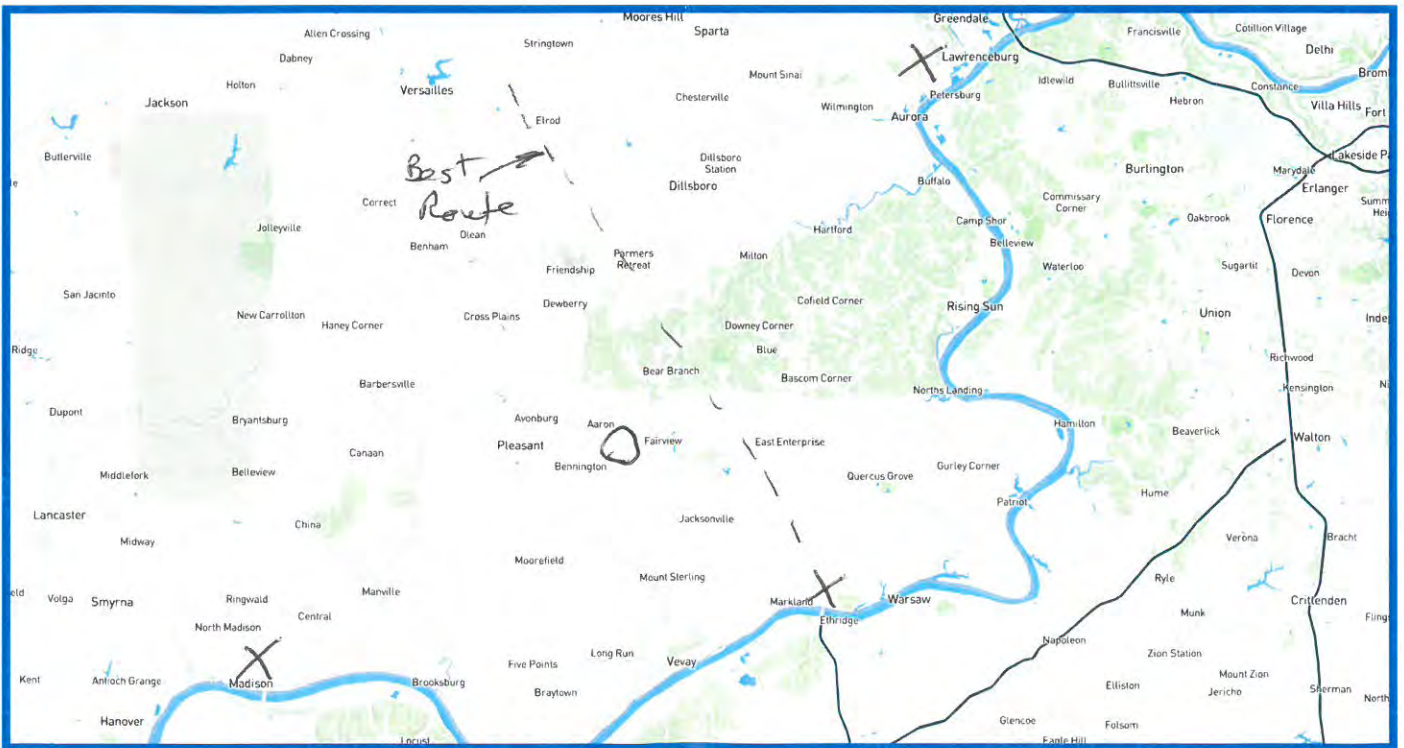 Moores Hill
Greendale
Allen Crossing
Sparta
Francisville
Cotillion Village
Stringtown
Delhi
Dabney
Lawrenceburg
Mount Sinai
Holton
Versailles
Idlewild
Bullittsville
Constance
Jackson
Chesterville
Wilmington
Petersburg
Hebron
Villa Hills
Fort
Elrod
Aurora
Butlerville
Best
Route
Dillsboro
Station
Lakeside
Burlington
Marydale
Dillsboro
Buffalo
Erlanger
Correct
Commissary
Corner
Jolleyville
Olean
Hartford
Camp Shor
Oakbrook
Florence
Benham
Belleview
Farmers
Retreat
Milton
Friendship
Waterloo
Sugartit
Devon
San Jacinto
Dewberry
Cofield Corner
Rising Sun
New Carrollton
Haney Corner
Cross Plains
Downey Corner
Union
Ridge
Blue
Richwood
Bear Branch
Bascom Corner
Barbersville
Norths Landing
Kensington
Dupont
Bryantsburg
Avonburg
Aaron
Hamilton
Beaverlick
Pleasant
Fairview
East Enterprise
Walton
Canaan
Bennington
Middlefork
Belleview
Quercus Grove
Gurley Corner
Hume
Patriot
Lancaster
China
Jacksonville
Midway
Verona
Bracht
Moorefield
Mount Sterling
Ryle
Volga
Smyrna
Ringwald
Manville
Markland
Warsaw
Crittenden
Central
Ethridge
Munk
North Madison
Napoleon
Long Run
Zion Station
Five Points
Vevay
Kent
Antioch Grange
Madison
Brooksburg
Braytown
Elliston
Mount Zion
Jericho
Sherman
North
Hanover
Glencoe
Folsom
Locust
Eagle Hill